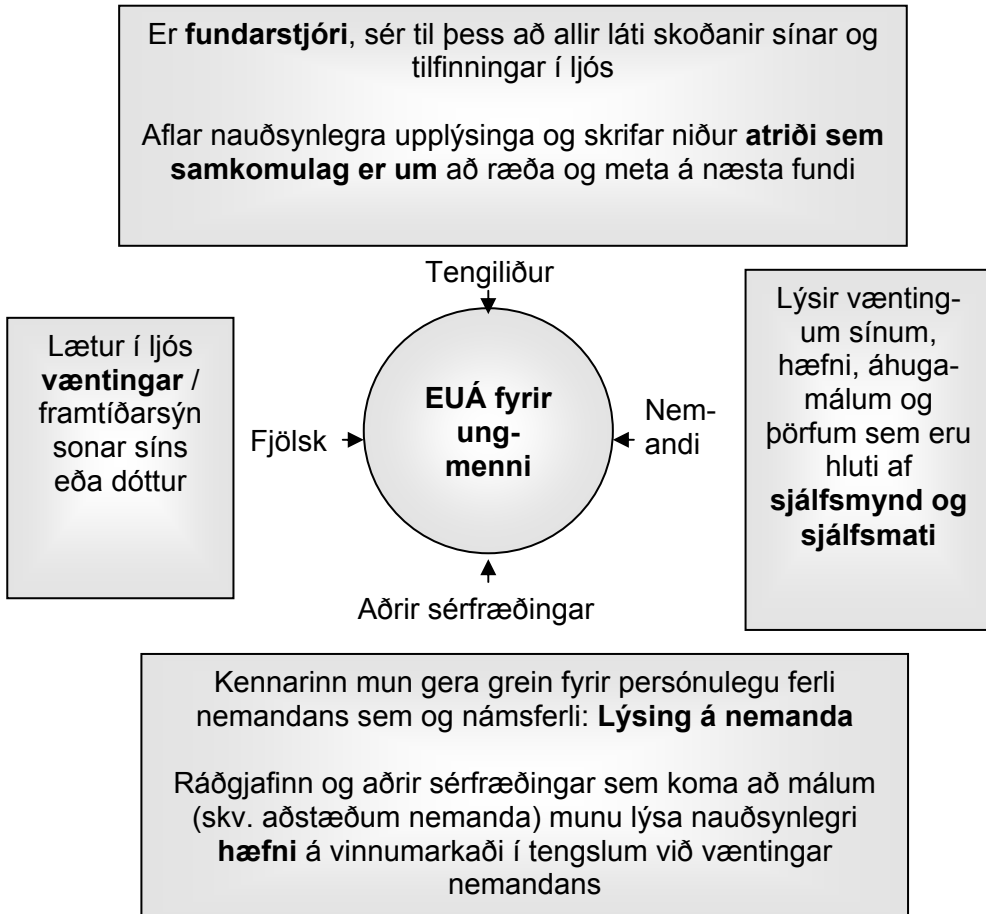 Er fundarstjóri, sér til þess að allir láti skoðanir sínar og
tilfinningar í ljós
Aflar nauðsynlegra upplýsinga og skrifar niður atriði sem
samkomulag er um að ræða og meta á næsta fundi
Tengiliður
Lætur í ljós
væntingar /
framtíðarsýn
sonar síns
eða dóttur
Fjölsk
EUÁ fyrir
ung-
menni
Nem-
andi
Lýsir vænting-
um sínum,
hæfni, áhuga-
málum og
þörfum sem eru
hluti af
sjálfsmynd og
sjálfsmati
Aðrir sérfræðingar
Kennarinn mun gera grein fyrir persónulegu ferli
nemandans sem og námsferli: Lýsing á nemanda
Ráðgjafinn og aðrir sérfræðingar sem koma að málum
(skv. aðstæðum nemanda) munu lýsa nauðsynlegri
hæfni á vinnumarkaði í tengslum við væntingar
nemandans